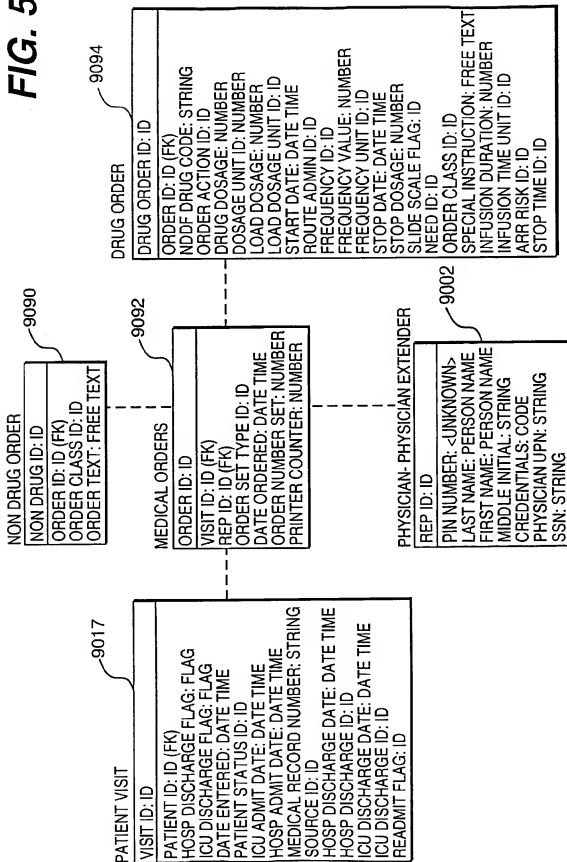 FIG. 5
PATIENT VISIT
9017
VISIT ID: ID
PATIENT ID: ID (FK)
HOSP DISCHARGE FLAG: FLAG
ICU DISCHARGE FLAG: FLAG
DATE ENTERED: DATE TIME
PATIENT STATUS ID: ID
ICU ADMIT DATE: DATE TIME
HOSP ADMIT DATE: DATE TIME
MEDICAL RECORD NUMBER: STRING
SOURCE ID: ID
HOSP DISCHARGE DATE: DATE TIME
HOSP DISCHARGE ID: ID
ICU DISCHARGE DATE: DATE TIME
ICU DISCHARGE ID: ID
READMIT FLAG: ID
NON DRUG ORDER
9090
NON DRUG ID: ID
ORDER ID: ID (FK)
ORDER CLASS ID: ID
ORDER TEXT: FREE TEXT
MEDICAL ORDERS
9092
ORDER ID: ID
VISIT ID: ID (FK)
REP ID: ID (FK)
ORDER SET TYPE ID: ID
DATE ORDERED: DATE TIME
ORDER NUMBER SET: NUMBER
PRINTER COUNTER: NUMBER
PHYSICIAN- PHYSICIAN EXTENDER
9002
REP ID: ID
PIN NUMBER: <UNKNOWN>
LAST NAME: PERSON NAME
FIRST NAME: PERSON NAME
MIDDLE INITIAL: STRING
CREDENTIALS: CODE
PHYSICIAN UPN: STRING
SSN: STRING
DRUG ORDER
9094
DRUG ORDER ID: ID
ORDER ID: ID (FK)
NDDF DRUG CODE: STRING
ORDER ACTION ID: ID
DRUG DOSAGE: NUMBER
DOSAGE UNIT ID: NUMBER
LOAD DOSAGE: NUMBER
LOAD DOSAGE UNIT ID: ID
START DATE: DATE TIME
ROUTE ADMIN ID: ID
FREQUENCY ID: ID
FREQUENCY VALUE: NUMBER
FREQUENCY UNIT ID: ID
STOP DATE: DATE TIME
STOP DOSAGE: NUMBER
SLIDE SCALE FLAG: ID
NEED ID: ID
ORDER CLASS ID: ID
SPECIAL INSTRUCTION: FREE TEXT
INFUSION DURATION: NUMBER
INFUSION TIME UNIT ID: ID
ARR RISK ID: ID
STOP TIME ID: ID